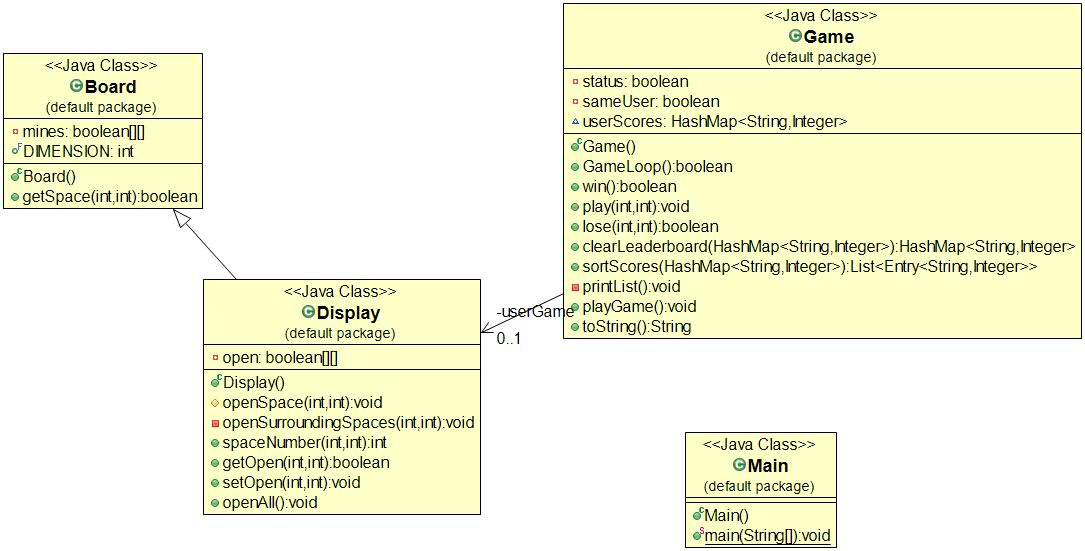 <<Java Class>>
Board
(default package)
mines: boolean[][]
DIMENSION: int
Board()
getSpace(int,int):boolean
<<Java Class>>
Game
(default package)
status: boolean
sameUser: boolean
userScores: HashMap<String,Integer>
Game()
GameLoop():boolean
win():boolean
play(int,int):void
lose(int,int):boolean
clearLeaderboard(HashMap<String,Integer>):HashMap<String,Integer>
sortScores(HashMap<String,Integer>):List<Entry<String,Integer>>
printList():void
playGame():void
toString():String
<<Java Class>>
Display
(default package)
open: boolean[][]
Display()
openSpace(int,int):void
openSurroundingSpaces(int,int):void
spaceNumber(int,int):int
getOpen(int,int):boolean
setOpen(int,int):void
openAll():void
-userGame
0..1
<<Java Class>>
Main
(default package)
Main()
main(String[]):void